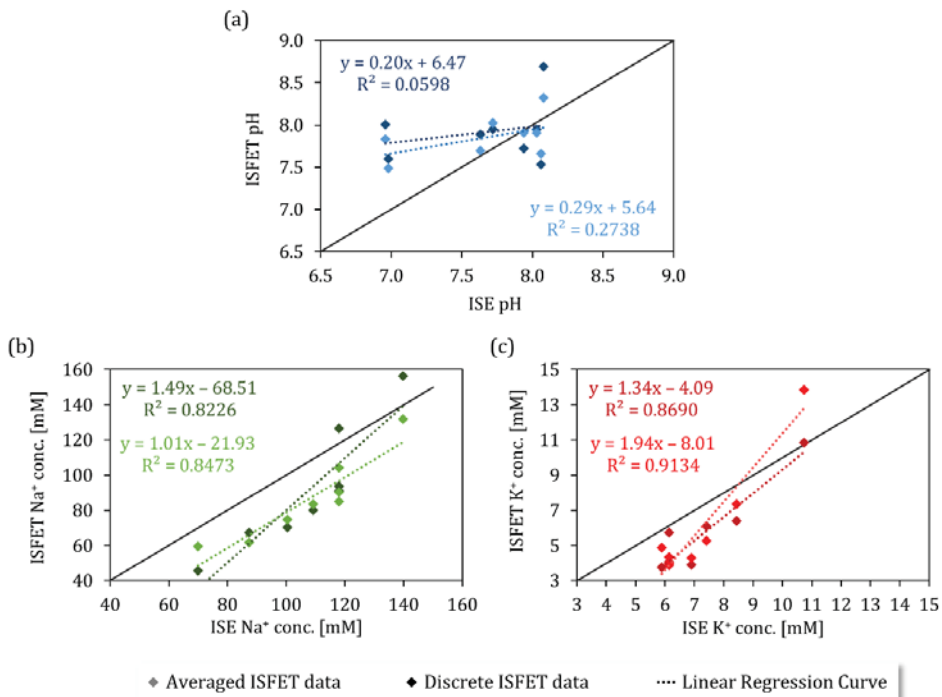 (a)
9.0
8.5
8.0
7.5
7.0
6.5
ISFET pH
y = 0.20x + 6.47
R² = 0.0598
y = 0.29x + 5.64
R² = 0.2738
6.5 7.0 7.5 8.0 8.5 9.0
ISE pH
(b)
160
140
120
100
80
60
40
ISFET Na⁺ conc. [mM]
y = 1.49x – 68.51
R² = 0.8226
y = 1.01x – 21.93
R² = 0.8473
40 60 80 100 120 140 160
ISE Na⁺ conc. [mM]
(c)
15
13
11
9
7
5
3
ISFET K⁺ conc. [mM]
y = 1.34x – 4.09
R² = 0.8690
y = 1.94x – 8.01
R² = 0.9134
3 4 5 6 7 8 9 10 11 12 13 14 15
ISE K⁺ conc. [mM]
Averaged ISFET data Discrete ISFET data Linear Regression Curve